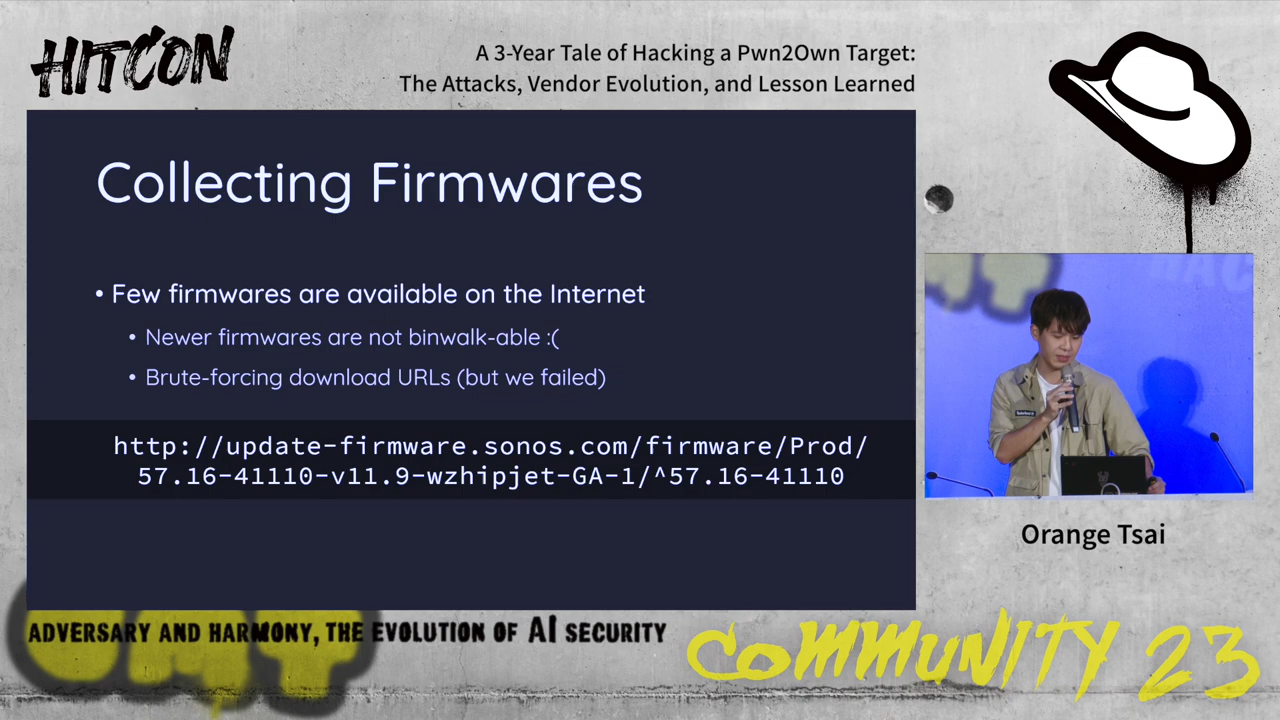 HITCON
A 3-Year Tale of Hacking a Pwn2Own Target:
The Attacks, Vendor Evolution, and Lesson Learned
Collecting Firmwares
• Few firmwares are available on the Internet
• Newer firmwares are not binwalk-able :(
• Brute-forcing download URLs (but we failed)
http://update-firmware.sonos.com/firmware/Prod/
57.16-41110-v11.9-wzhipjet-GA-1/^57.16-41110
Orange Tsai
ADVERSARY AND HARMONY, THE EVOLUTION OF AI SECURITY
COMMUNITY 23